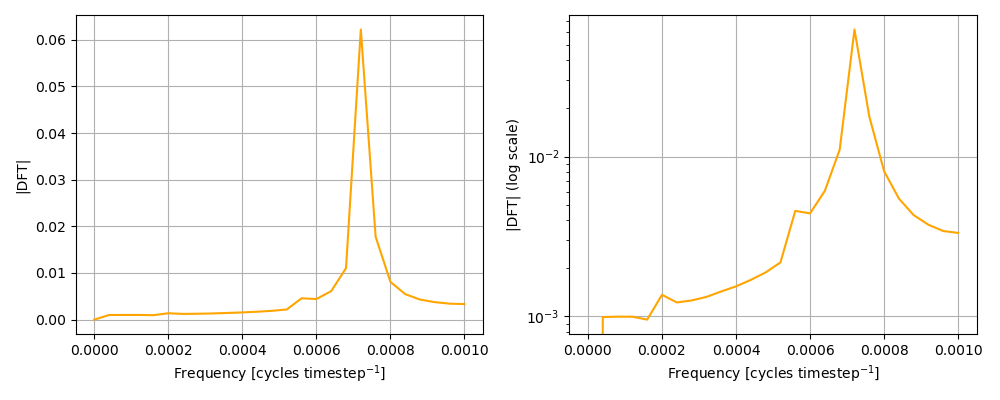 |DFT|
0.06
0.05
0.04
0.03
0.02
0.01
0.00
0.0000 0.0002 0.0004 0.0006 0.0008 0.0010
Frequency [cycles timestep⁻¹]
|DFT| (log scale)
10⁻²
10⁻³
0.0000 0.0002 0.0004 0.0006 0.0008 0.0010
Frequency [cycles timestep⁻¹]